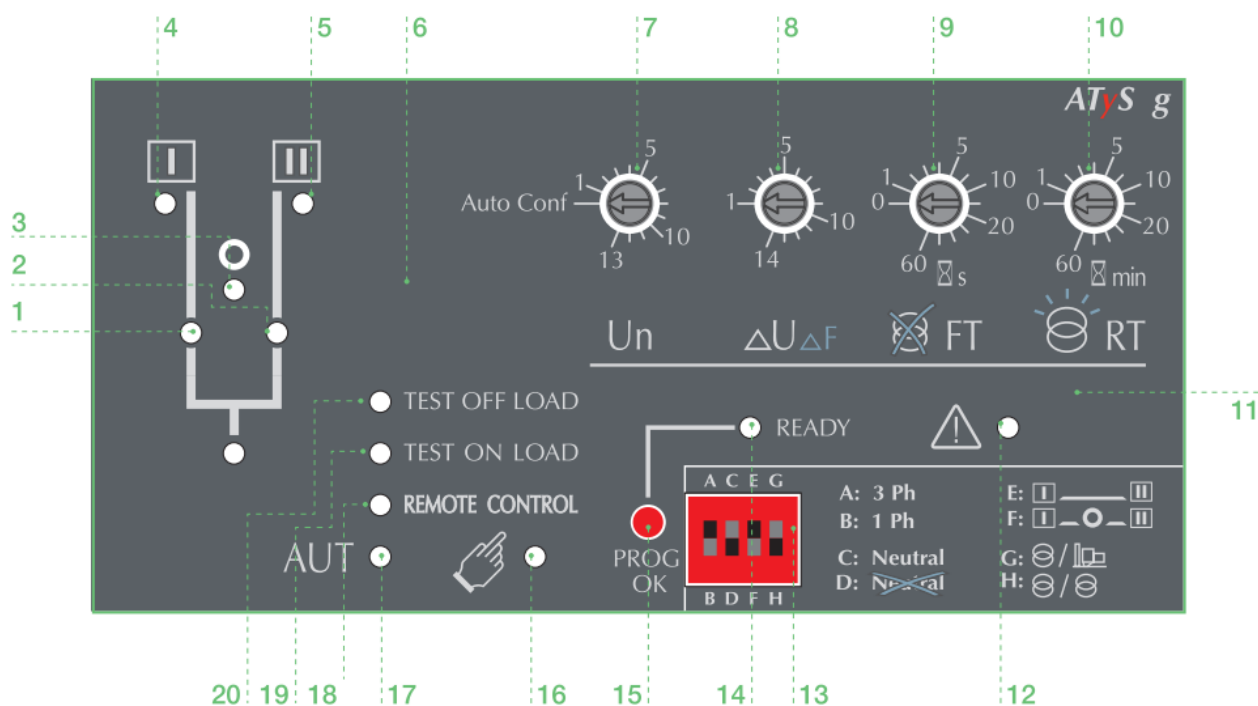 4 5 6 7 8 9 10
ATyS g
I II
5 5 5 5
1 1 1
Auto Conf 1 0 10 0 10
10 10 20 20
13 14 60 s 60 min
3
2
1
Un ΔU ΔF FT RT
11
TEST OFF LOAD
READY
TEST ON LOAD
A C E G
REMOTE CONTROL
A: 3 Ph E: I II
B: 1 Ph F: I O II
AUT
PROG
OK
C: Neutral G: /
D: Neutral H: /
B D F H
20 19 18 17 16 15 14 13 12